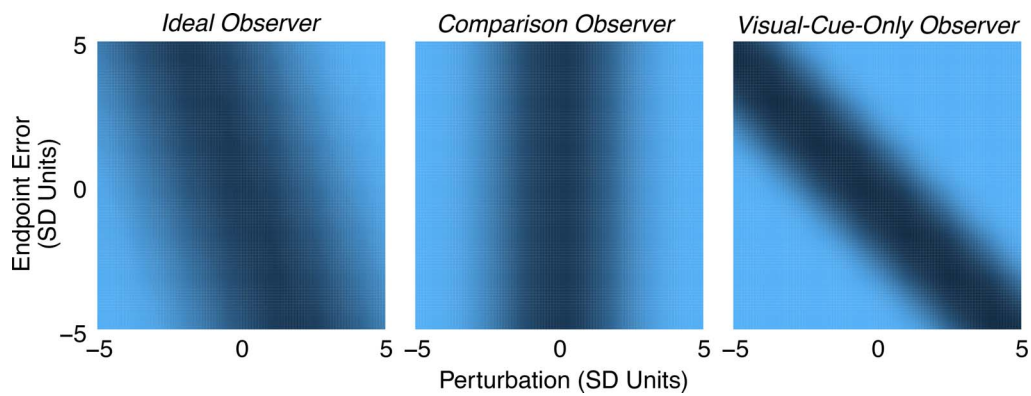 Ideal Observer
Comparison Observer
Visual-Cue-Only Observer
Endpoint Error
(SD Units)
5
0
−5
−5 0 5
−5 0 5
−5 0 5
Perturbation (SD Units)